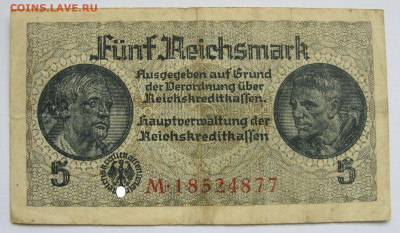 COINS.LAVE.RU
Fünf Reichsmark
Ausgegeben auf Grund
der Verordnung über
Reichskreditkassen.
Hauptverwaltung der
Reichskreditkassen
5
5
M·18524877